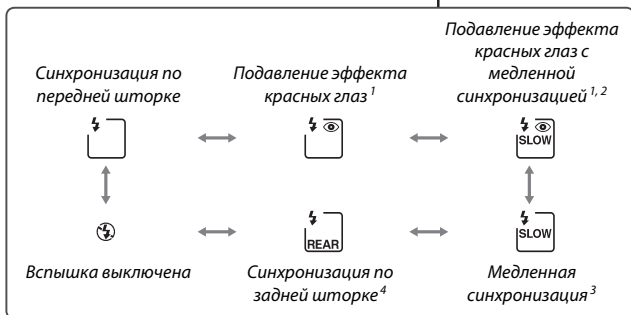 Синхронизация по
передней шторке
Подавление эффекта
красных глаз 1
Подавление эффекта
красных глаз с
медленной
синхронизацией 1, 2
SLOW
REAR
SLOW
Вспышка выключена
Синхронизация по
задней шторке 4
Медленная
синхронизация 3